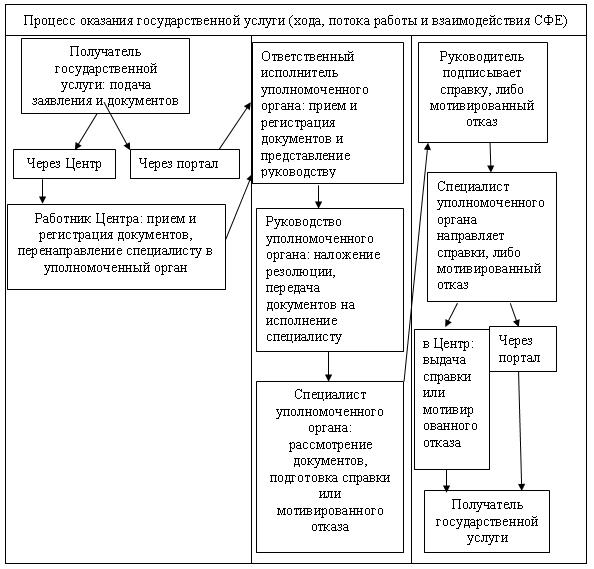 Процесс оказания государственной услуги (хода, потока работы и взаимодействия СФЕ)
Получатель
государственной
услуги: подача
заявления и документов
Через Центр
Через портал
Работник Центра: прием и
регистрация документов,
перенаправление специалисту в
уполномоченный орган
Ответственный
исполнитель
уполномоченного
органа: прием и
регистрация
документов и
представление
руководству
Руководство
уполномоченного
органа: наложение
резолюции,
передача
документов на
исполнение
специалисту
Специалист
уполномоченного
органа:
рассмотрение
документов,
подготовка справки
или
мотивированного
отказа
Руководитель
подписывает
справку, либо
мотивированный
отказ
Специалист
уполномоченного
органа
направляет
справки, либо
мотивированный
отказ
в Центр:
выдача
справки
или
мотивир
ованного
отказа
Через
портал
Получатель
государственной
услуги